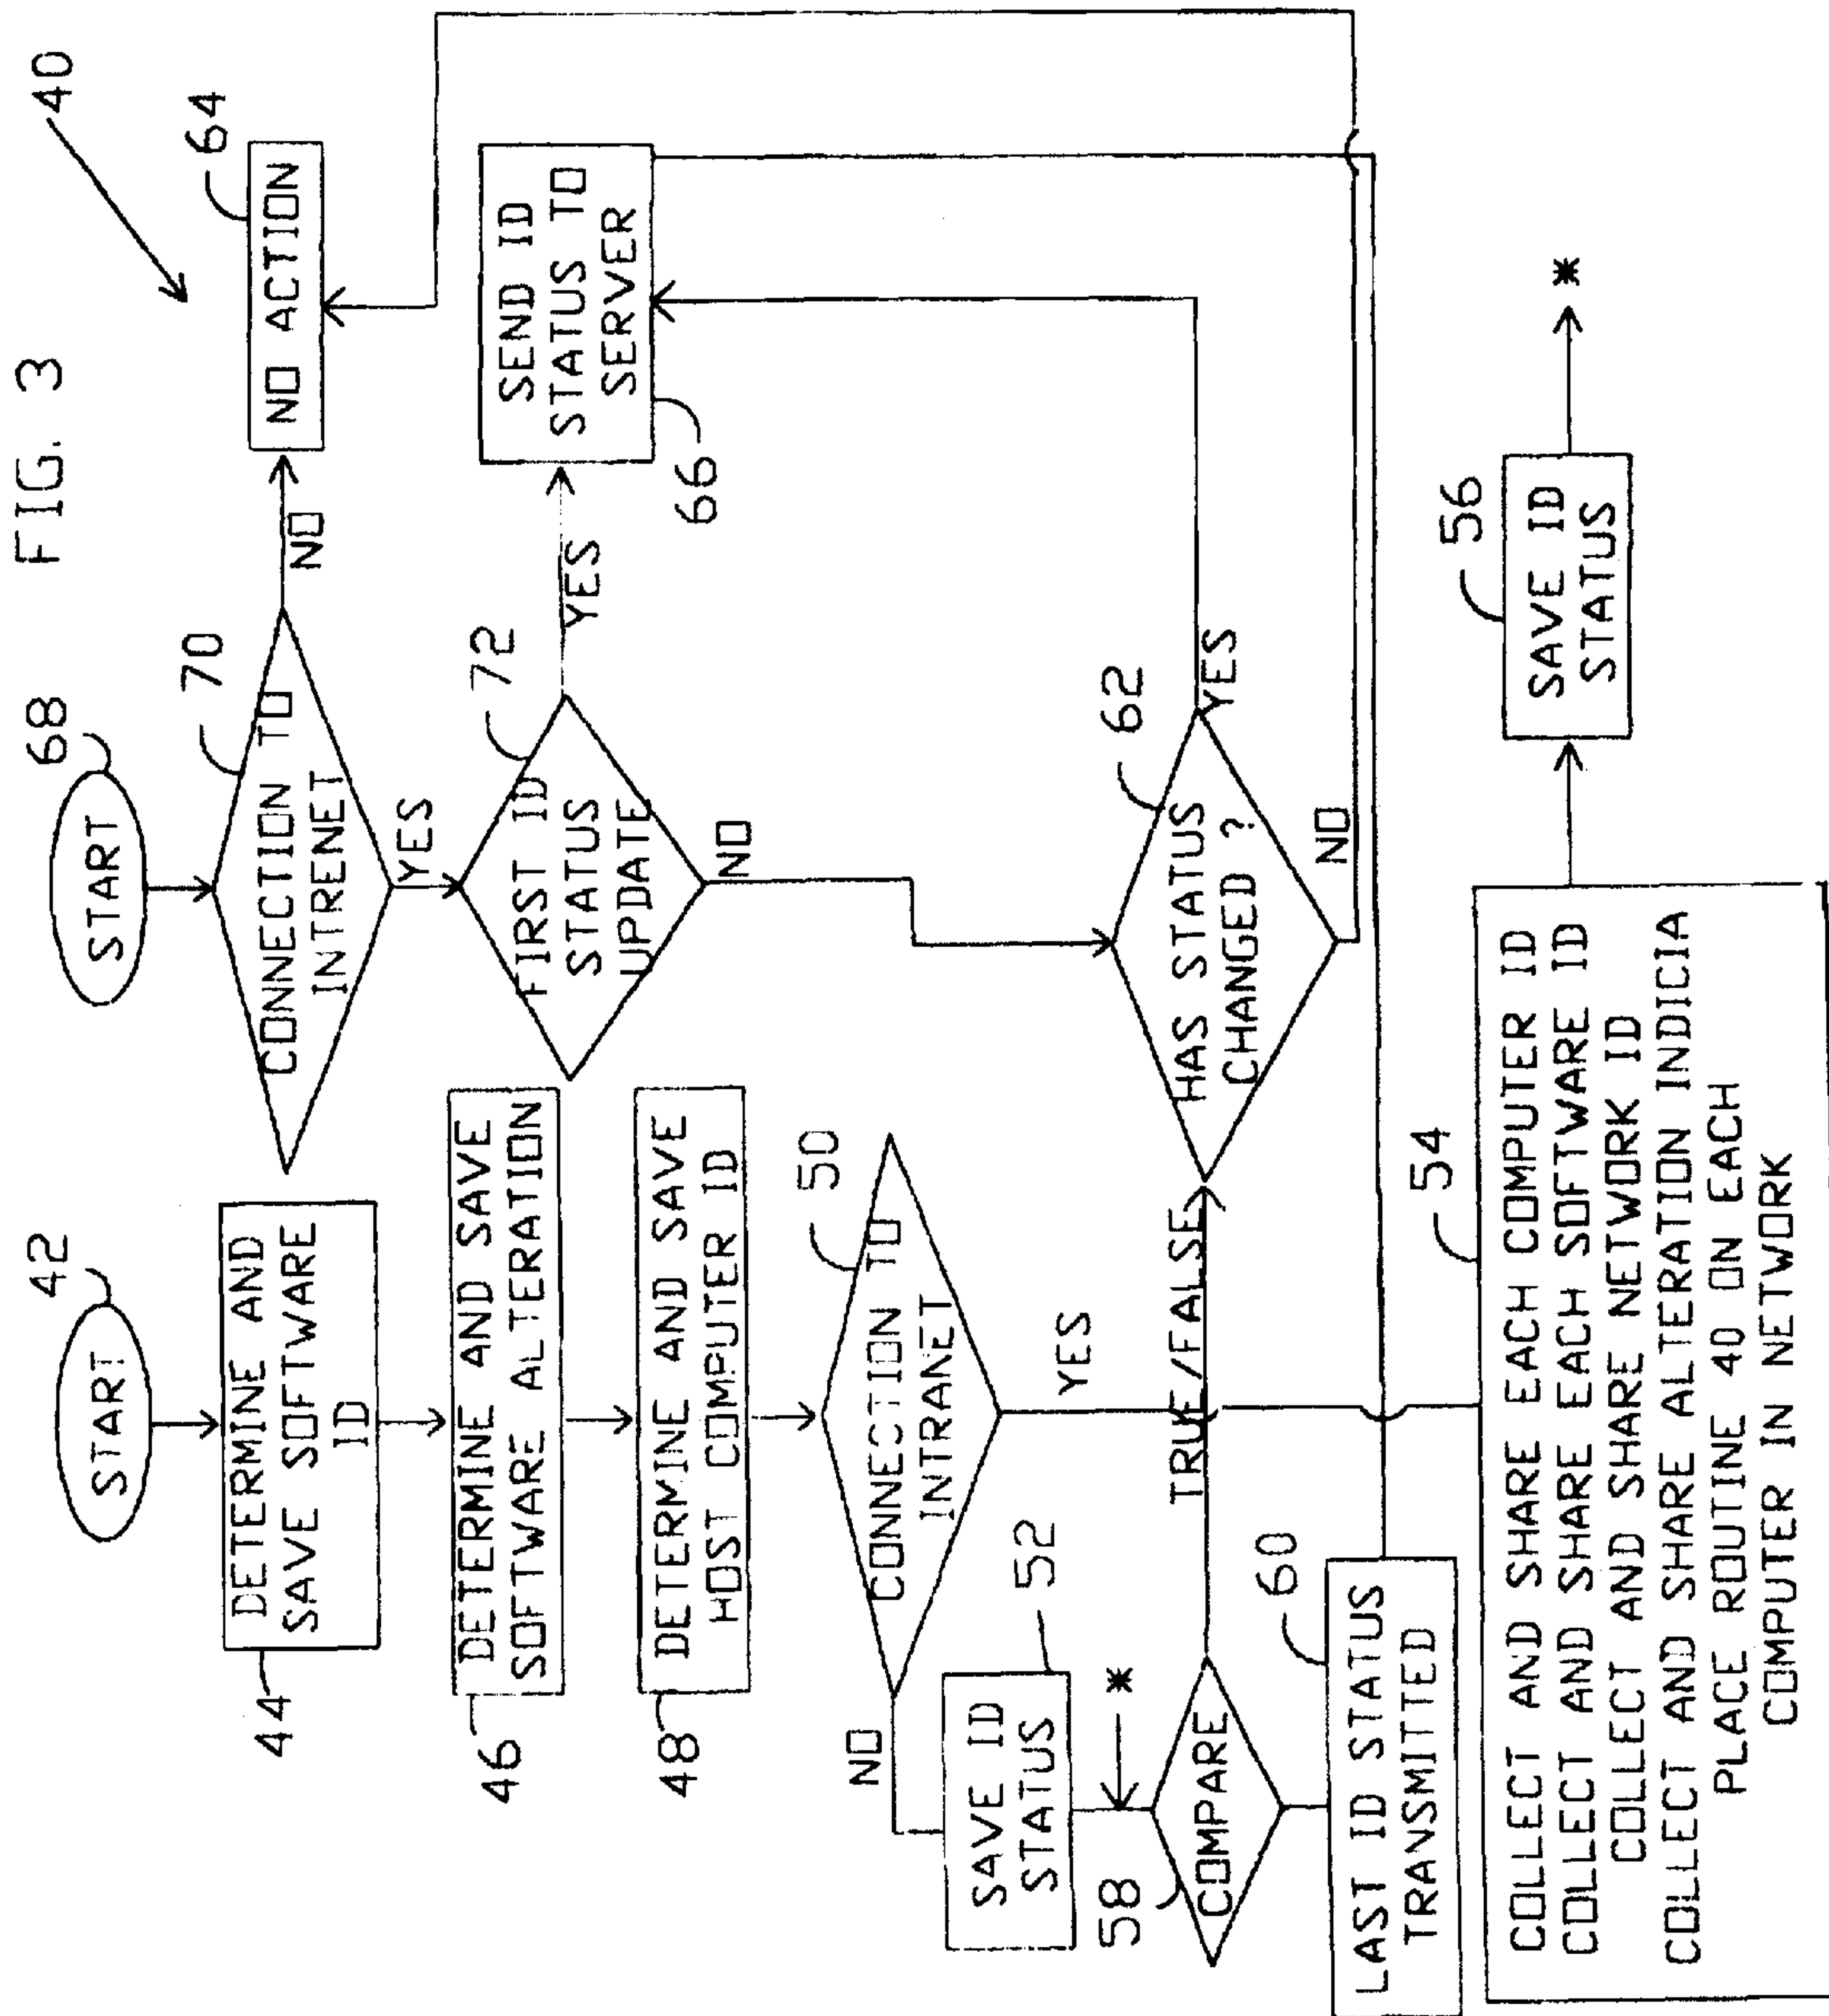 FIG. 3
40
42
START
44
DETERMINE AND
SAVE SOFTWARE
ID
46
DETERMINE AND SAVE
SOFTWARE ALTERATION
48
DETERMINE AND SAVE
HOST COMPUTER ID
50
CONNECTION TO
INTRANET
NO
YES
52
SAVE ID
STATUS
*
58
COMPARE
TRUE/FALSE
60
LAST ID STATUS
TRANSMITTED
68
START
70
CONNECTION TO
INTRENET
NO
YES
64
NO ACTION
72
FIRST ID
STATUS
UPDATE
YES
NO
66
SEND ID
STATUS TO
SERVER
62
HAS STATUS
CHANGED ?
YES
NO
54
COLLECT AND SHARE EACH COMPUTER ID
COLLECT AND SHARE EACH SOFTWARE ID
COLLECT AND SHARE NETWORK ID
COLLECT AND SHARE ALTERATION INDICIA
PLACE ROUTINE 40 ON EACH
COMPUTER IN NETWORK
56
SAVE ID
STATUS
*